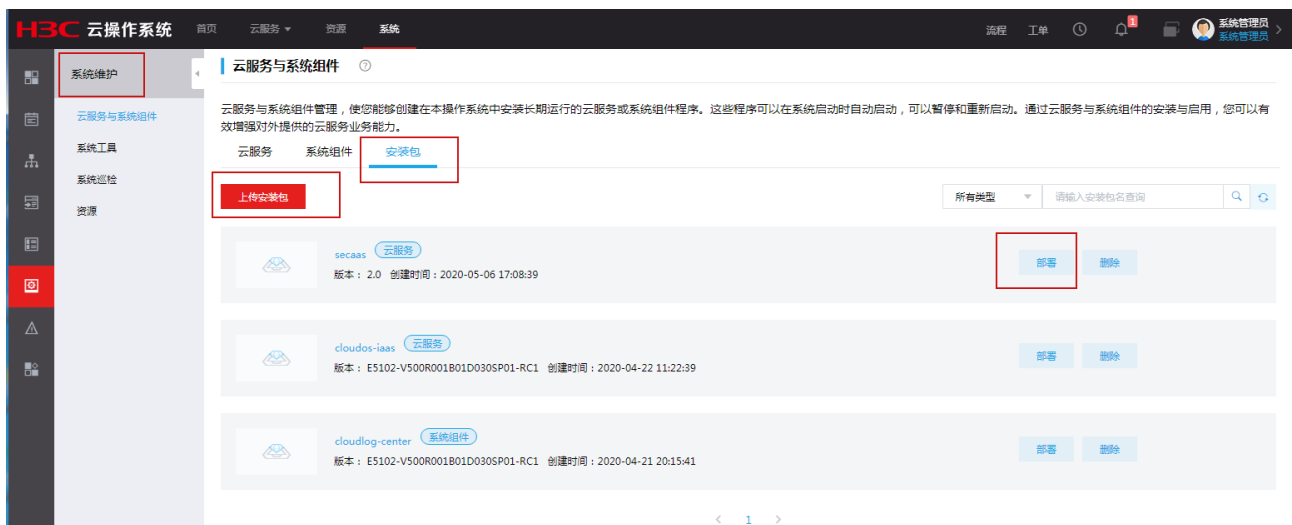 H3C 云操作系统 首页 云服务 资源 系统 流程 工单 1 系统管理员
系统管理员
系统维护
云服务与系统组件
系统工具
系统巡检
资源
云服务与系统组件
云服务与系统组件管理，使您能够创建在本操作系统中安装长期运行的云服务或系统组件程序。这些程序可以在系统启动时自动启动，可以暂停和重新启动。通过云服务与系统组件的安装与启用，您可以有
效增强对外提供的云服务业务能力。
云服务 系统组件 安装包
上传安装包 所有类型 请输入安装包名查询
secaas 云服务
版本： 2.0 创建时间：2020-05-06 17:08:39
部署 删除
cloudos-iaas 云服务
版本： E5102-V500R001B01D030SP01-RC1 创建时间：2020-04-22 11:22:39
部署 删除
cloudlog-center 系统组件
版本： E5102-V500R001B01D030SP01-RC1 创建时间：2020-04-21 20:15:41
部署 删除
< 1 >